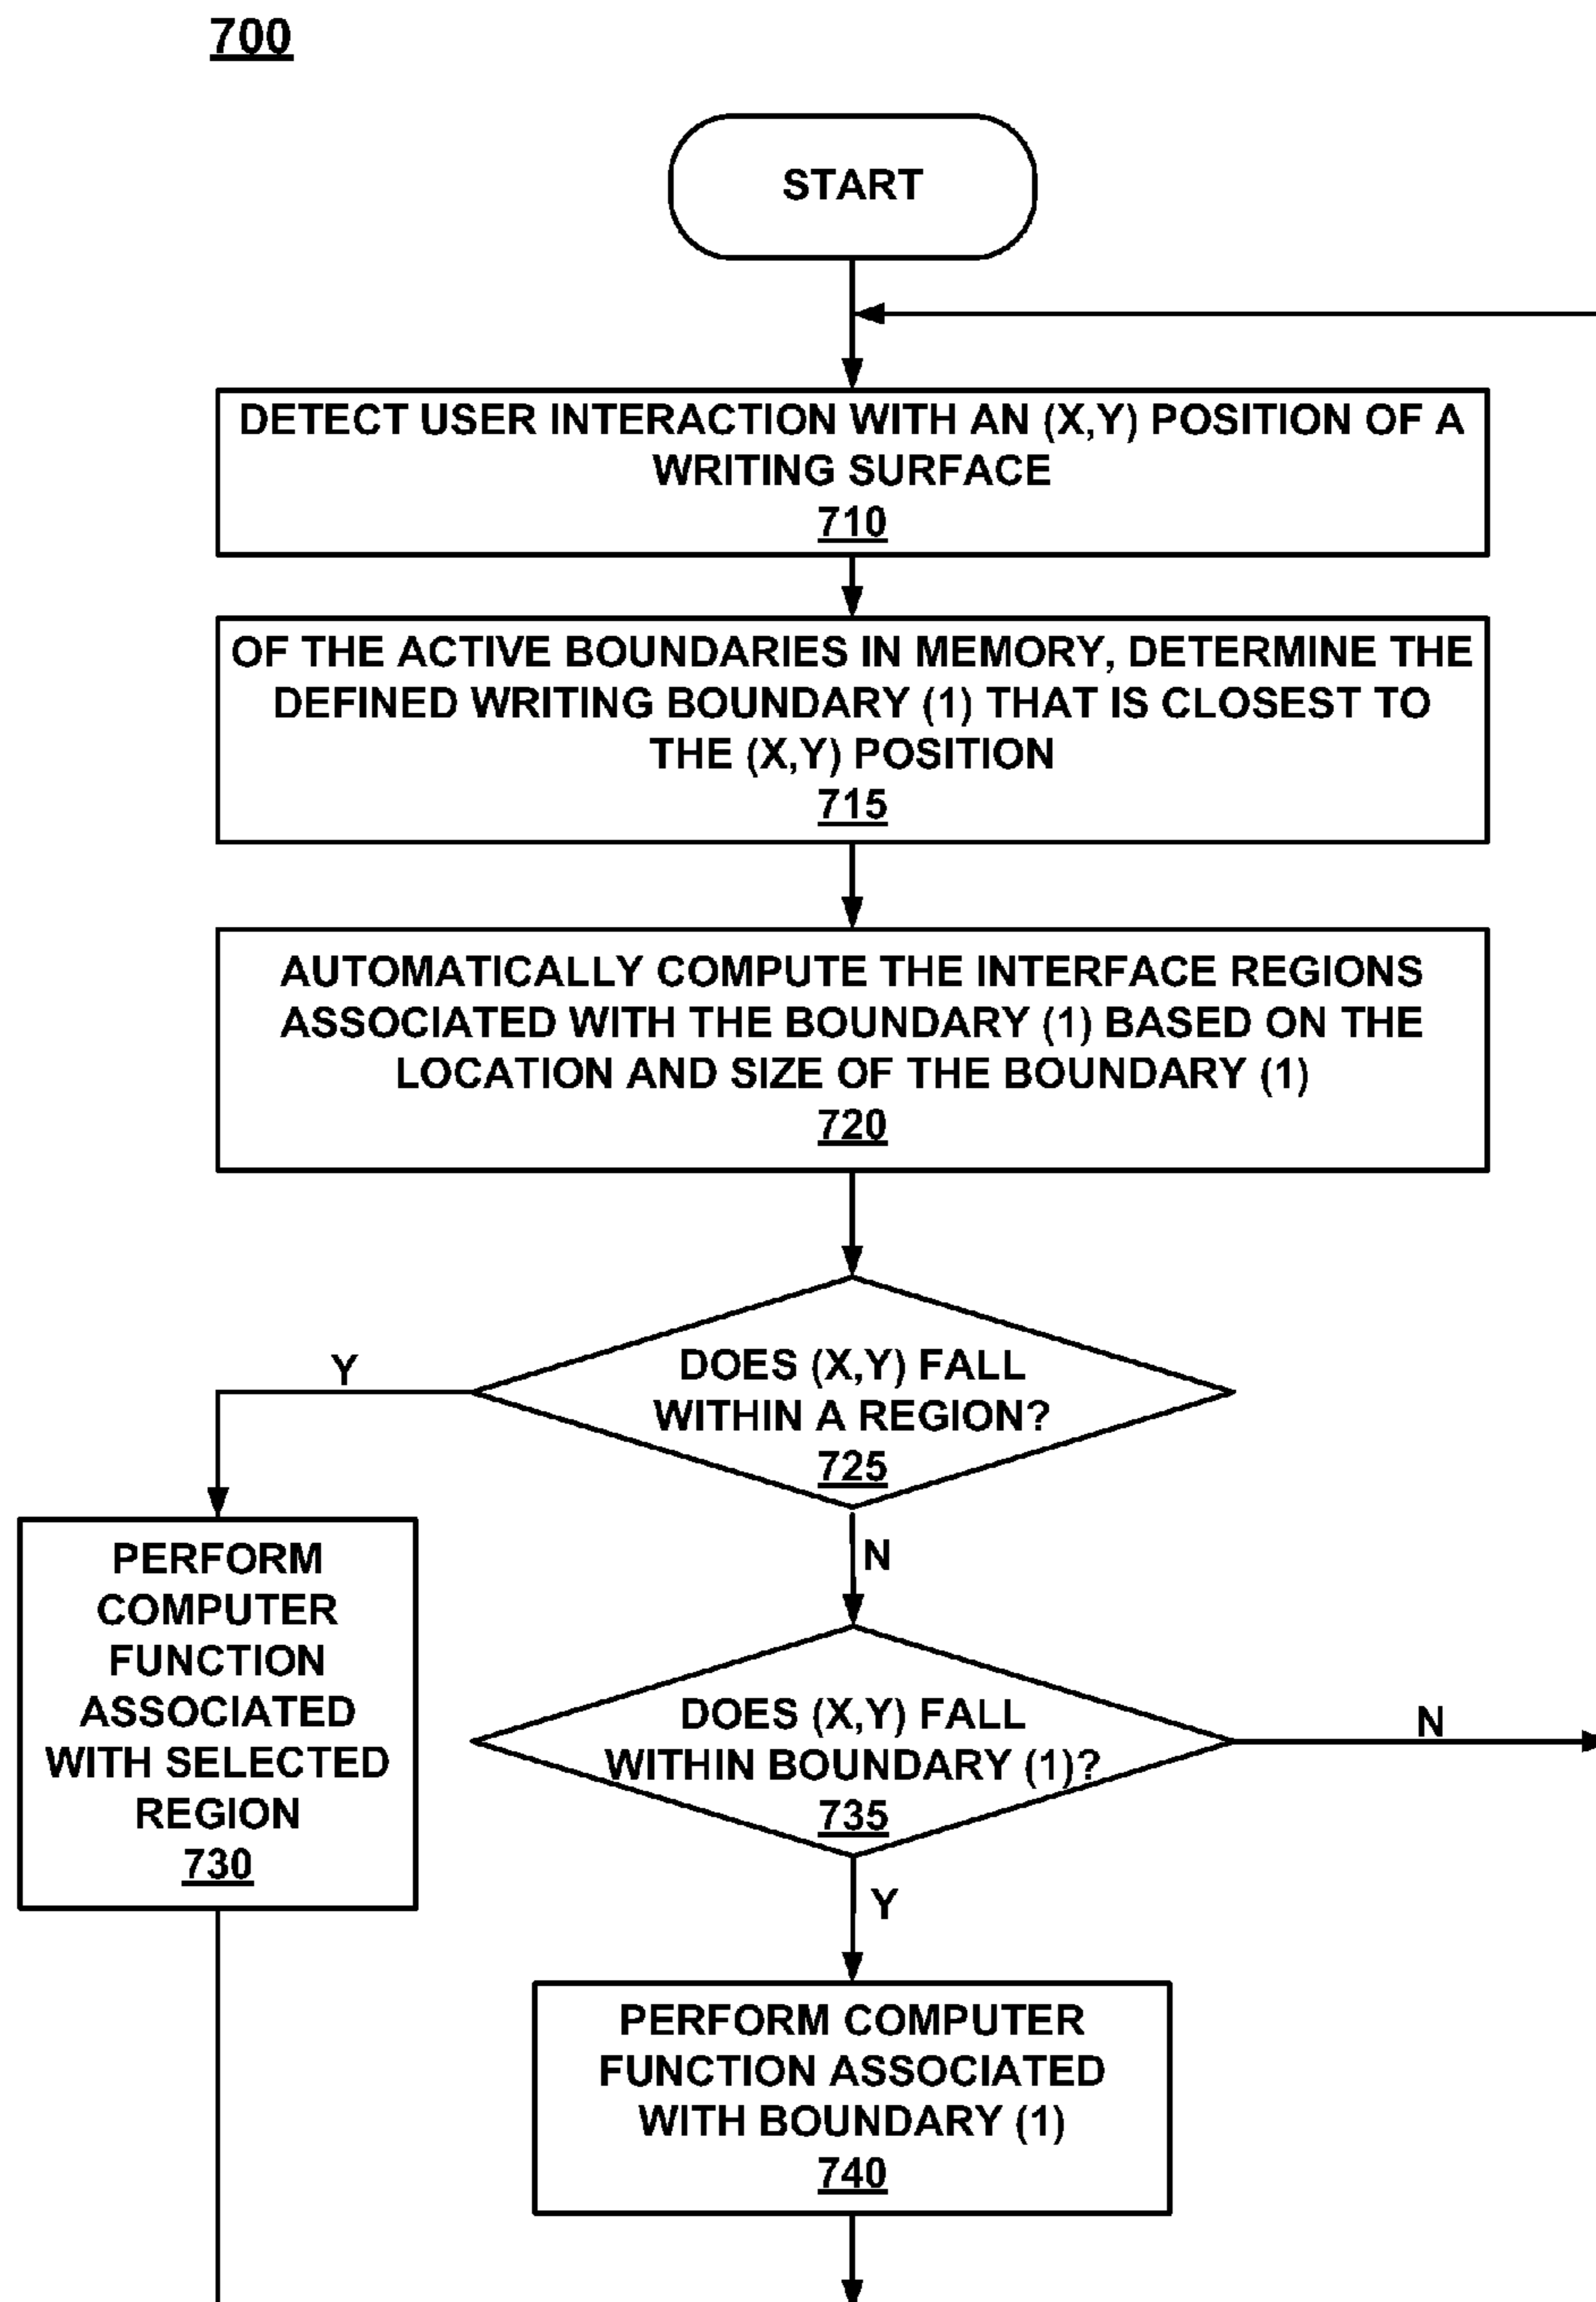 700
START
DETECT USER INTERACTION WITH AN (X,Y) POSITION OF A
WRITING SURFACE
710
OF THE ACTIVE BOUNDARIES IN MEMORY, DETERMINE THE
DEFINED WRITING BOUNDARY (1) THAT IS CLOSEST TO
THE (X,Y) POSITION
715
AUTOMATICALLY COMPUTE THE INTERFACE REGIONS
ASSOCIATED WITH THE BOUNDARY (1) BASED ON THE
LOCATION AND SIZE OF THE BOUNDARY (1)
720
DOES (X,Y) FALL
WITHIN A REGION?
725
Y
N
PERFORM
COMPUTER
FUNCTION
ASSOCIATED
WITH SELECTED
REGION
730
DOES (X,Y) FALL
WITHIN BOUNDARY (1)?
735
N
Y
PERFORM COMPUTER
FUNCTION ASSOCIATED
WITH BOUNDARY (1)
740